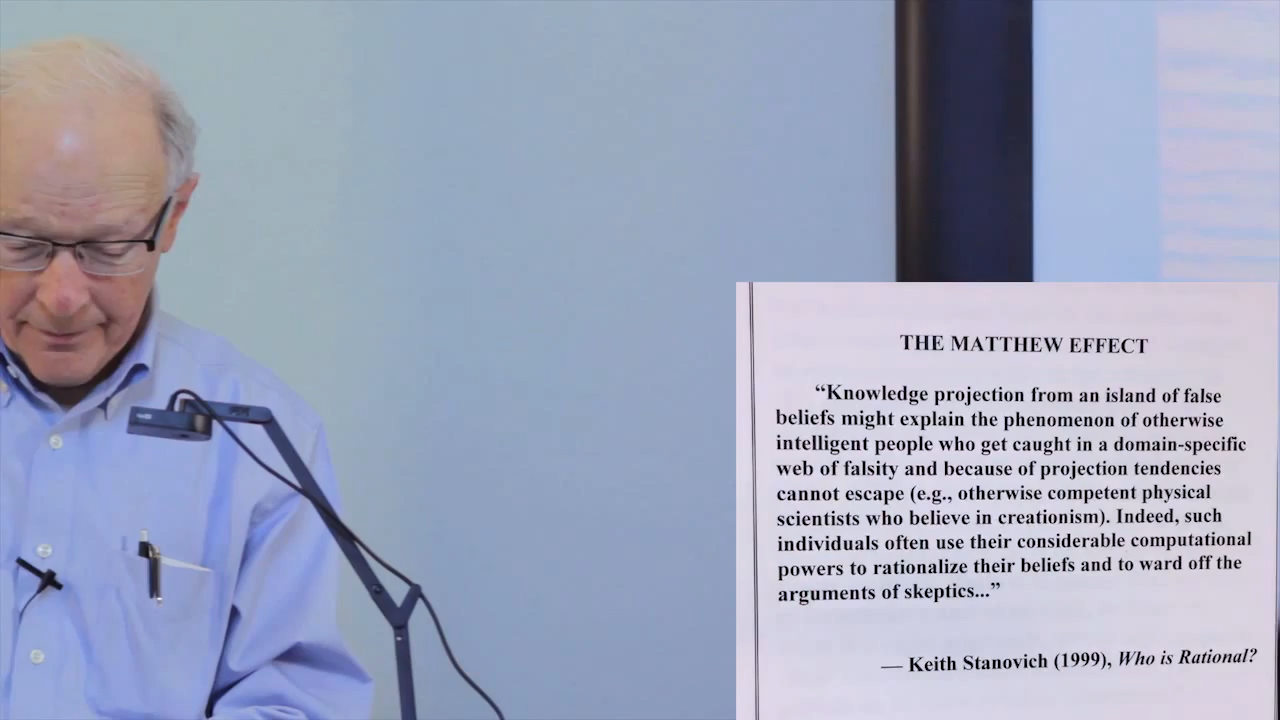 THE MATTHEW EFFECT
“Knowledge projection from an island of false
beliefs might explain the phenomenon of otherwise
intelligent people who get caught in a domain-specific
web of falsity and because of projection tendencies
cannot escape (e.g., otherwise competent physical
scientists who believe in creationism). Indeed, such
individuals often use their considerable computational
powers to rationalize their beliefs and to ward off the
arguments of skeptics...”
— Keith Stanovich (1999), Who is Rational?